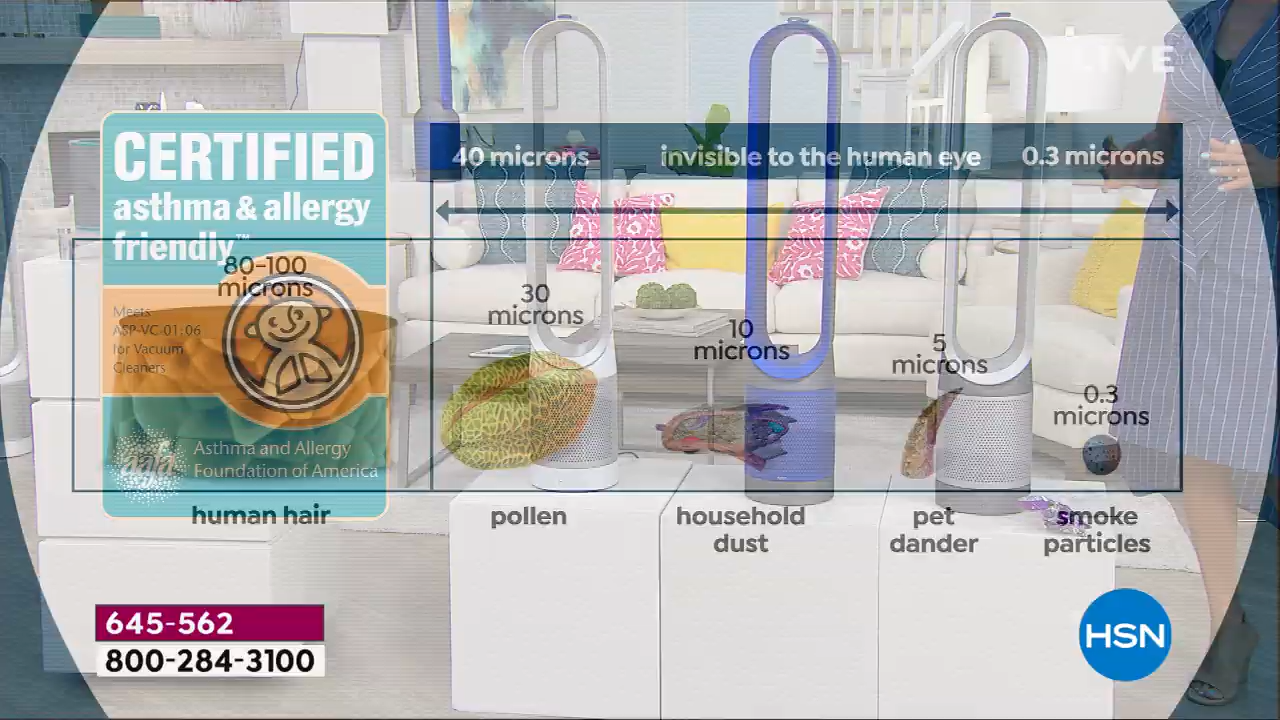 LIVE
CERTIFIED
asthma & allergy
friendly™
40 microns
invisible to the human eye
0.3 microns
80-100
microns
Meets
ASP-VC-01:06
for Vacuum
Cleaners
30
microns
10
microns
5
microns
0.3
microns
aafa
Asthma and Allergy
Foundation of America
human hair
pollen
household
dust
pet
dander
smoke
particles
645-562
800-284-3100
HSN